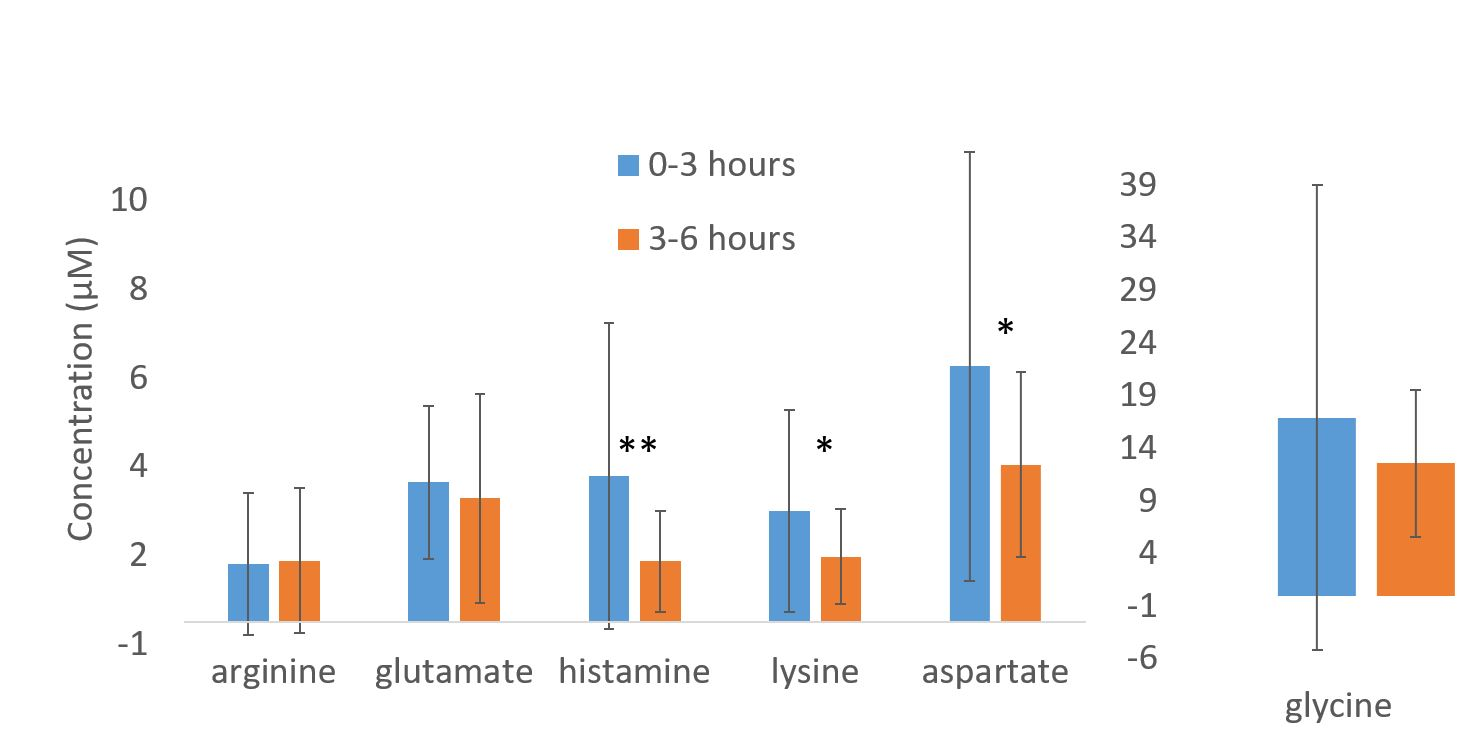 0-3 hours
3-6 hours
Concentration (µM)
10
8
6
4
2
-1
**
*
*
arginine
glutamate
histamine
lysine
aspartate
39
34
29
24
19
14
9
4
-1
-6
glycine